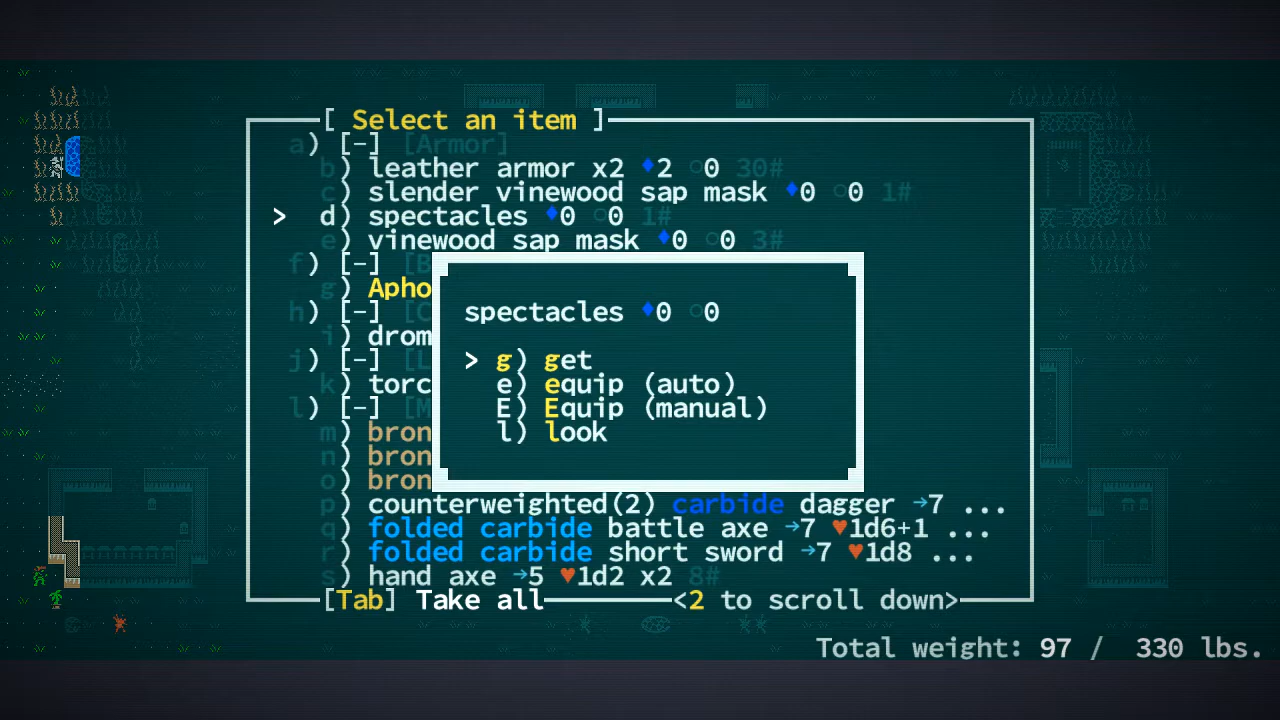 [ Select an item ]
a) [-] [Armor]
b) leather armor x2 ♦2 ○0 30#
c) slender vinewood sap mask ♦0 ○0 1#
> d) spectacles ♦0 ○0 1#
e) vinewood sap mask ♦0 ○0 3#
f) [-] [B
g) Apho
h) [-] [C
i) drom
j) [-] [L
k) torc
l) [-] [M
m) bron
n) bron
o) bron
p) counterweighted(2) carbide dagger →7 ...
q) folded carbide battle axe →7 ♥1d6+1 ...
r) folded carbide short sword →7 ♥1d8 ...
s) hand axe →5 ♥1d2 x2 8#
[Tab] Take all
<2 to scroll down>
spectacles ♦0 ○0
> g) get
e) equip (auto)
E) Equip (manual)
l) look
Total weight: 97 / 330 lbs.